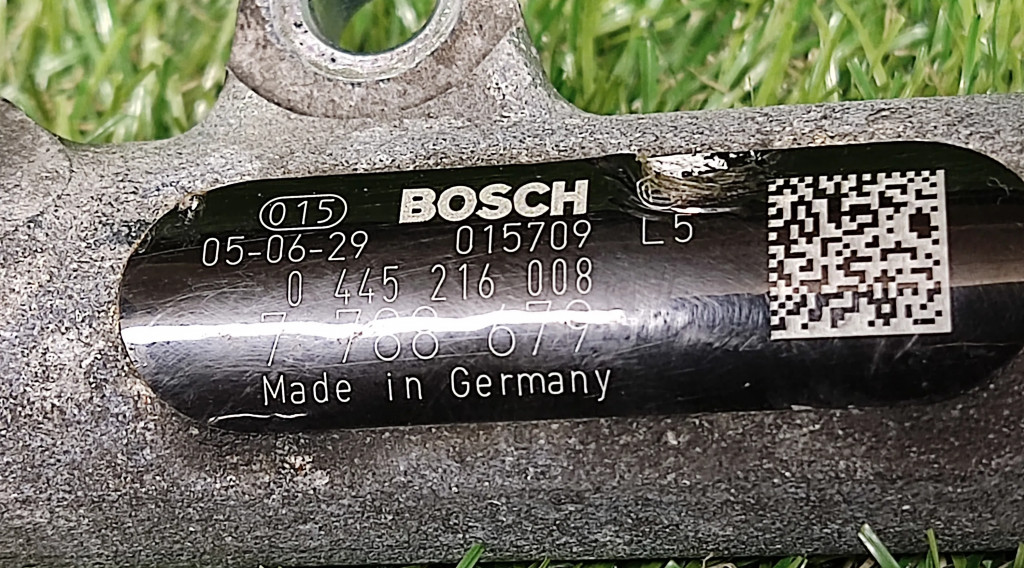 015 BOSCH
05-06-29 015709 L5
0 445 216 008
7 788 679
Made in Germany